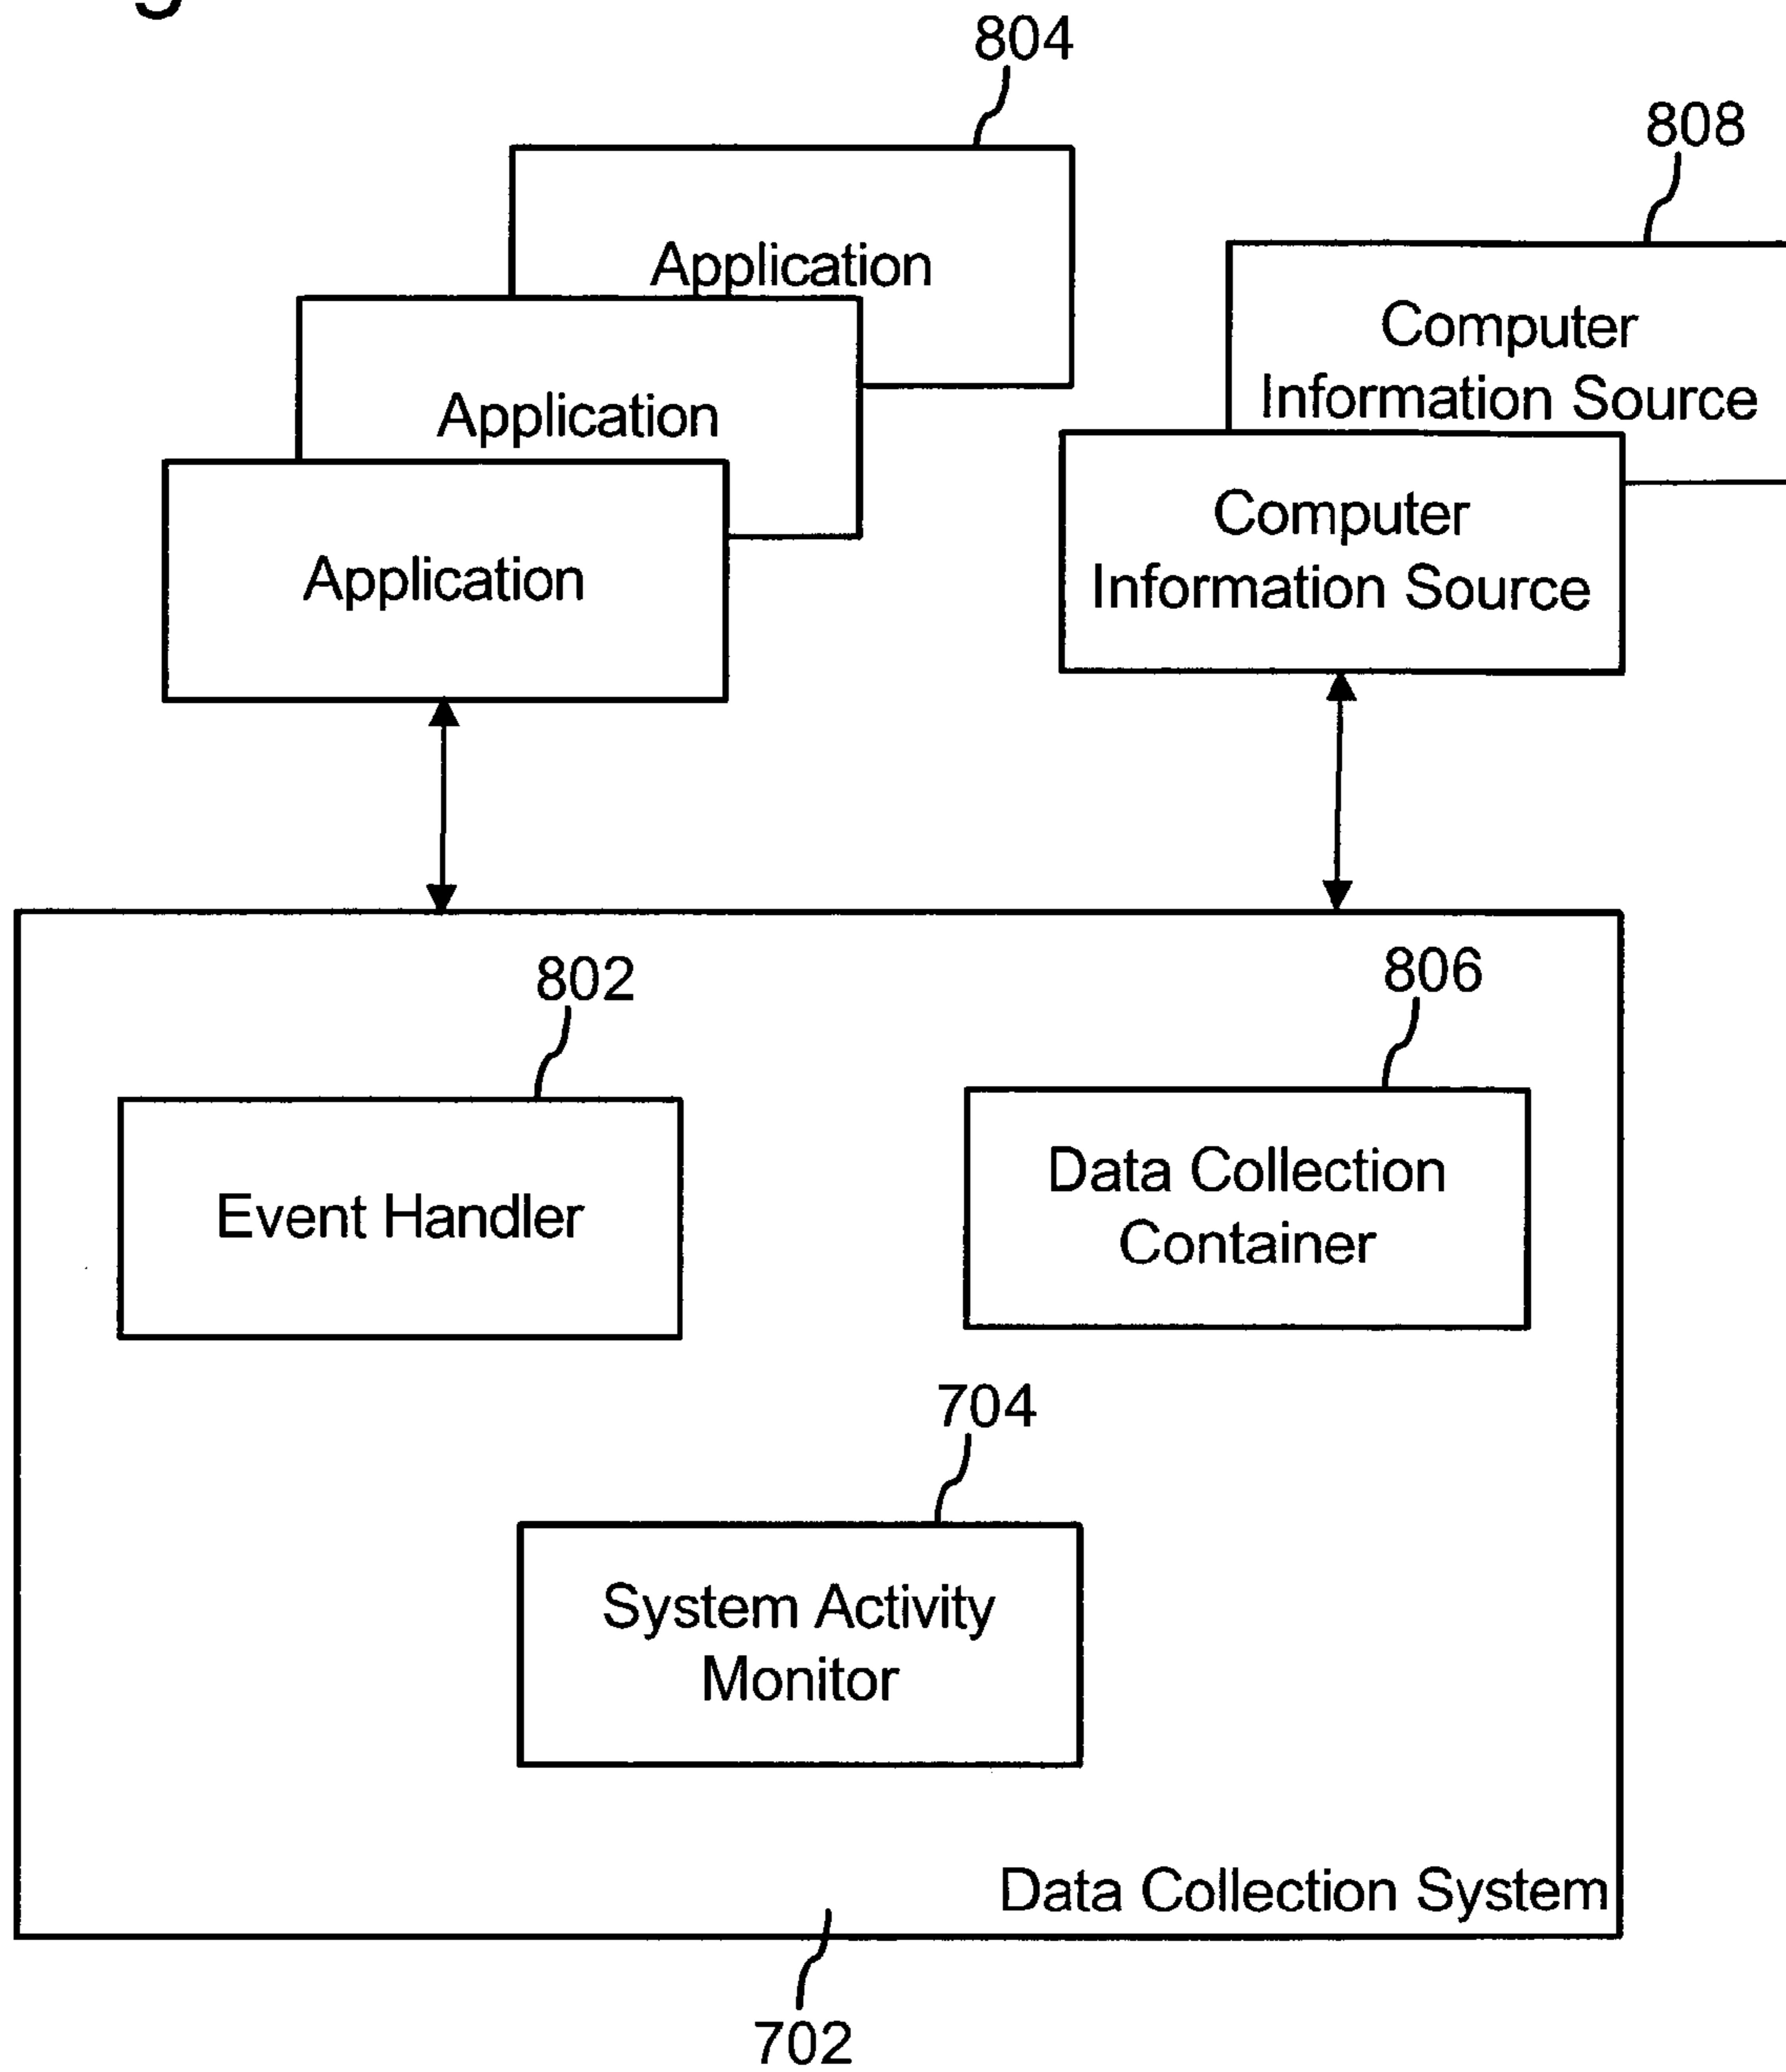 804
808
Application
Computer
Information Source
Application
Computer
Information Source
Application
802
806
Event Handler
Data Collection
Container
704
System Activity
Monitor
Data Collection System
702